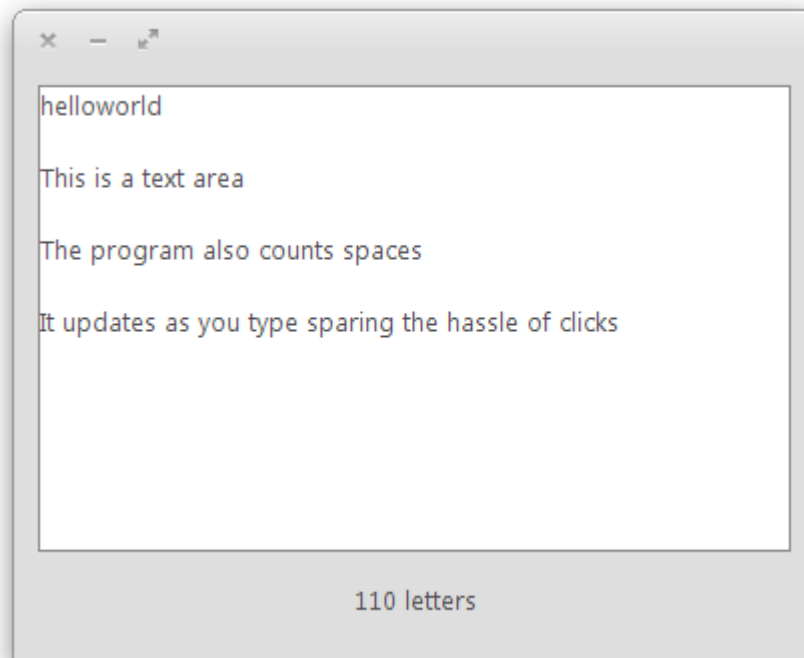 helloworld
This is a text area
The program also counts spaces
It updates as you type sparing the hassle of clicks
110 letters